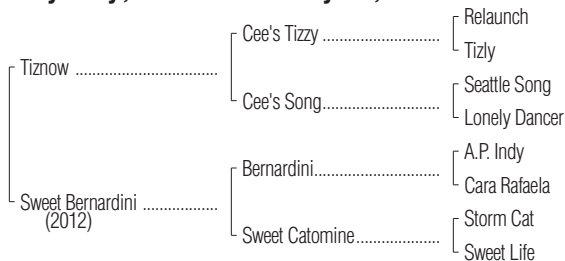 Relaunch
Cee's Tizzy
Tizly
Tiznow
Seattle Song
Cee's Song
Lonely Dancer
A.P. Indy
Bernardini
Cara Rafaela
Sweet Bernardini
(2012)
Storm Cat
Sweet Catomine
Sweet Life